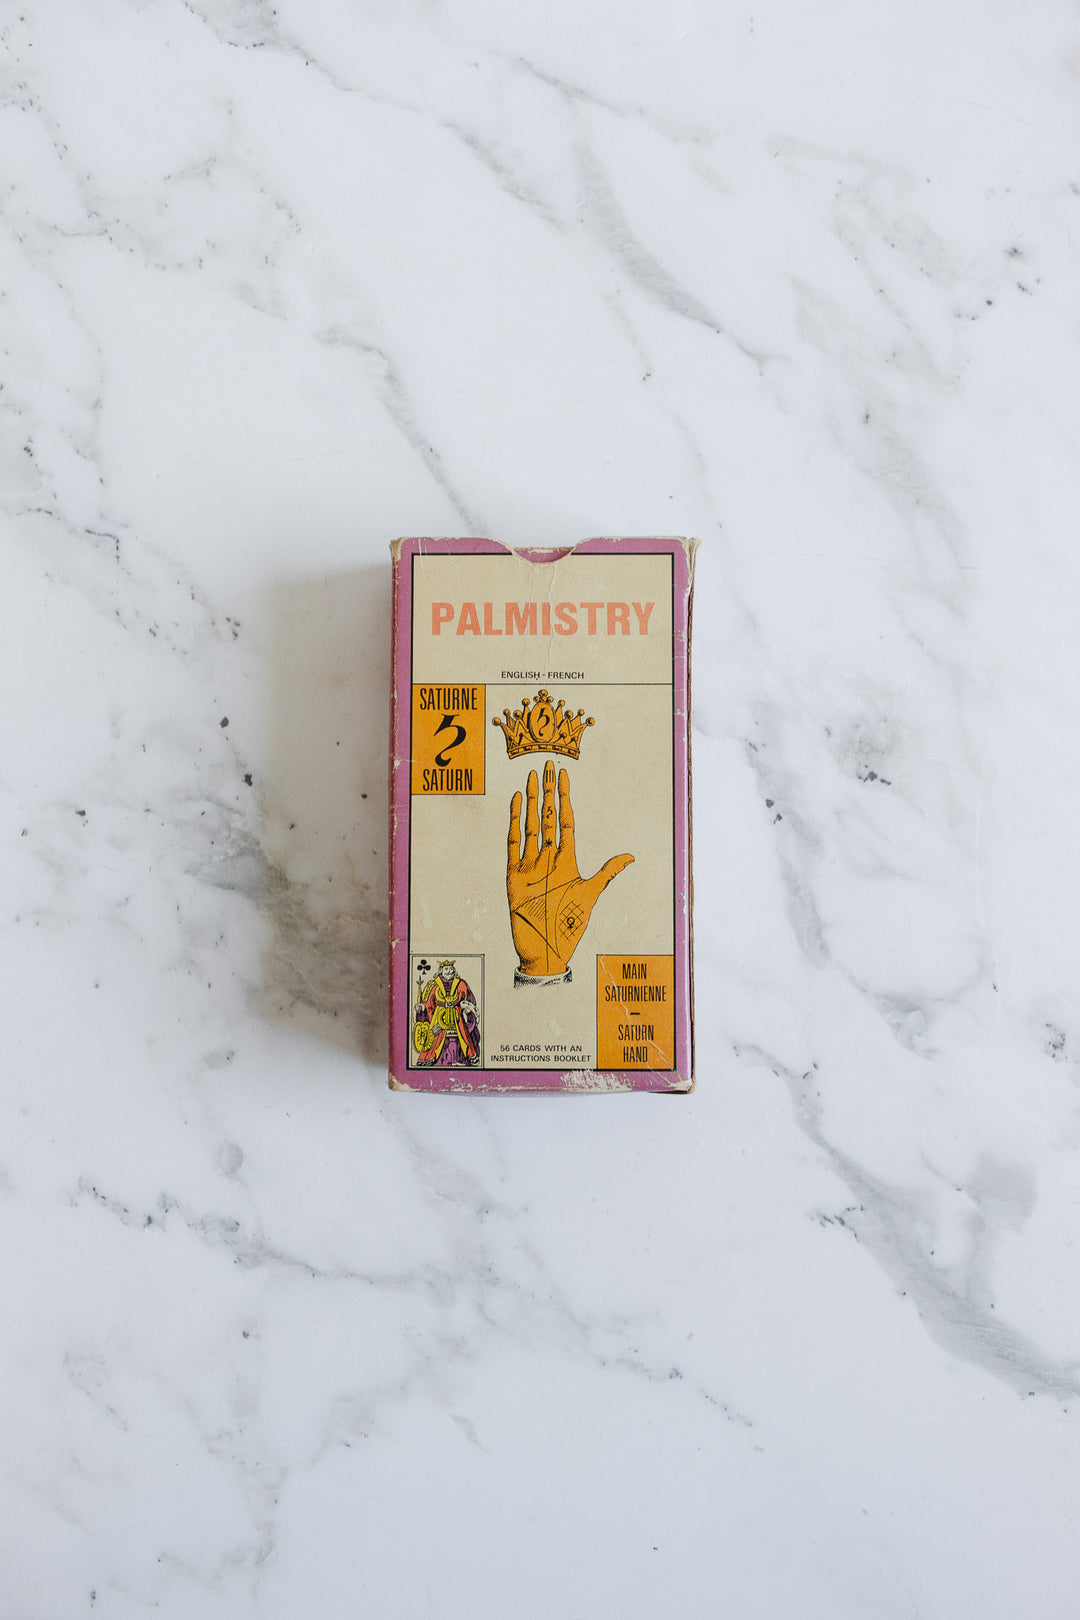 PALMISTRY
ENGLISH - FRENCH
SATURNE
SATURN
MAIN
SATURNIENNE
–
SATURN
HAND
56 CARDS WITH AN
INSTRUCTIONS BOOKLET